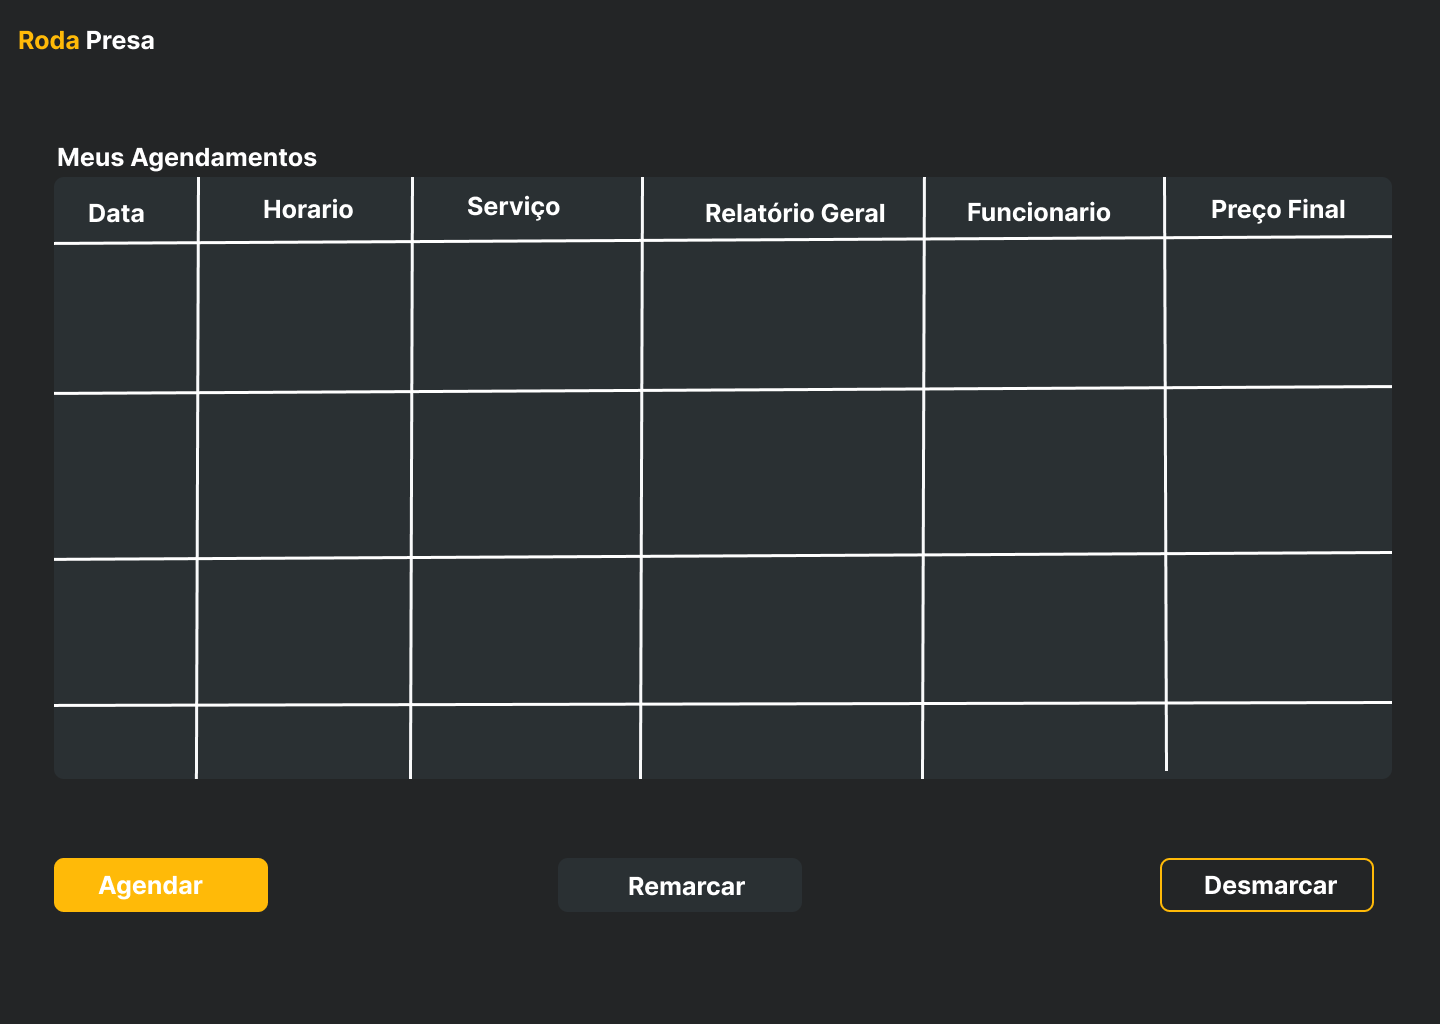 Roda Presa
Meus Agendamentos
Data Horario Serviço Relatório Geral Funcionario Preço Final
Agendar Remarcar Desmarcar